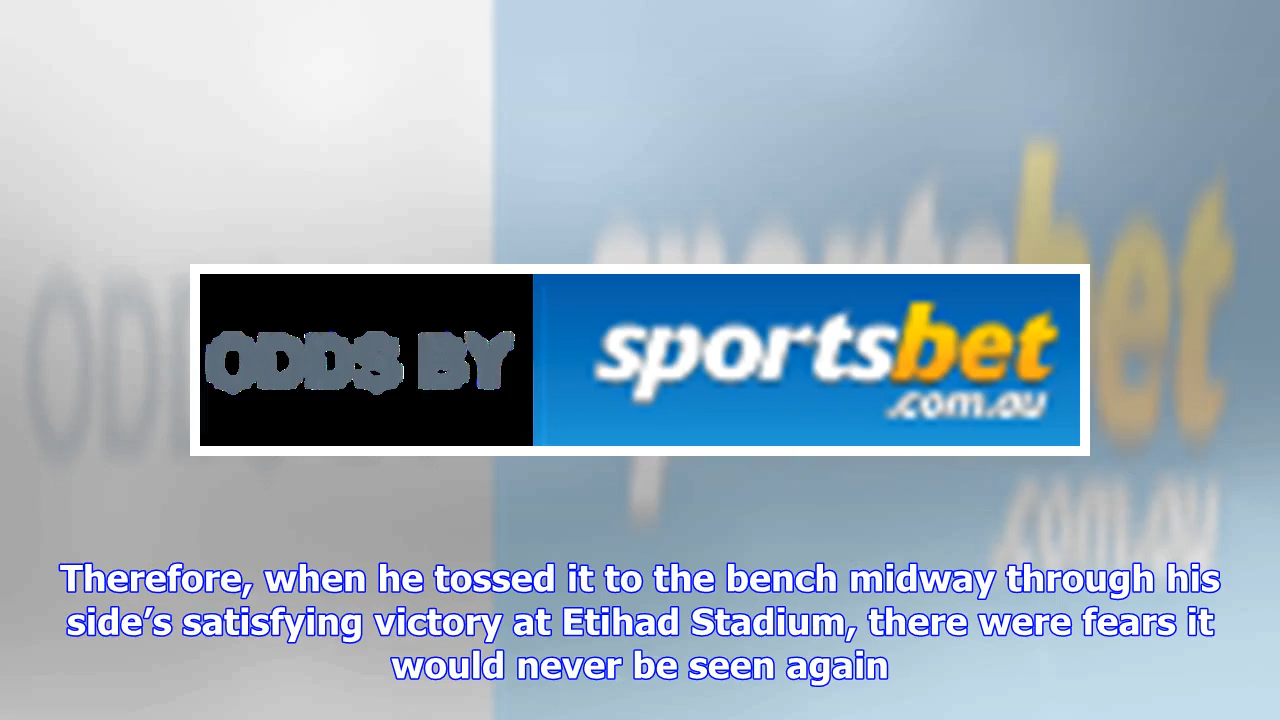 ODDS BY
sportsbet
.com.au
Therefore, when he tossed it to the bench midway through his
side’s satisfying victory at Etihad Stadium, there were fears it
would never be seen again